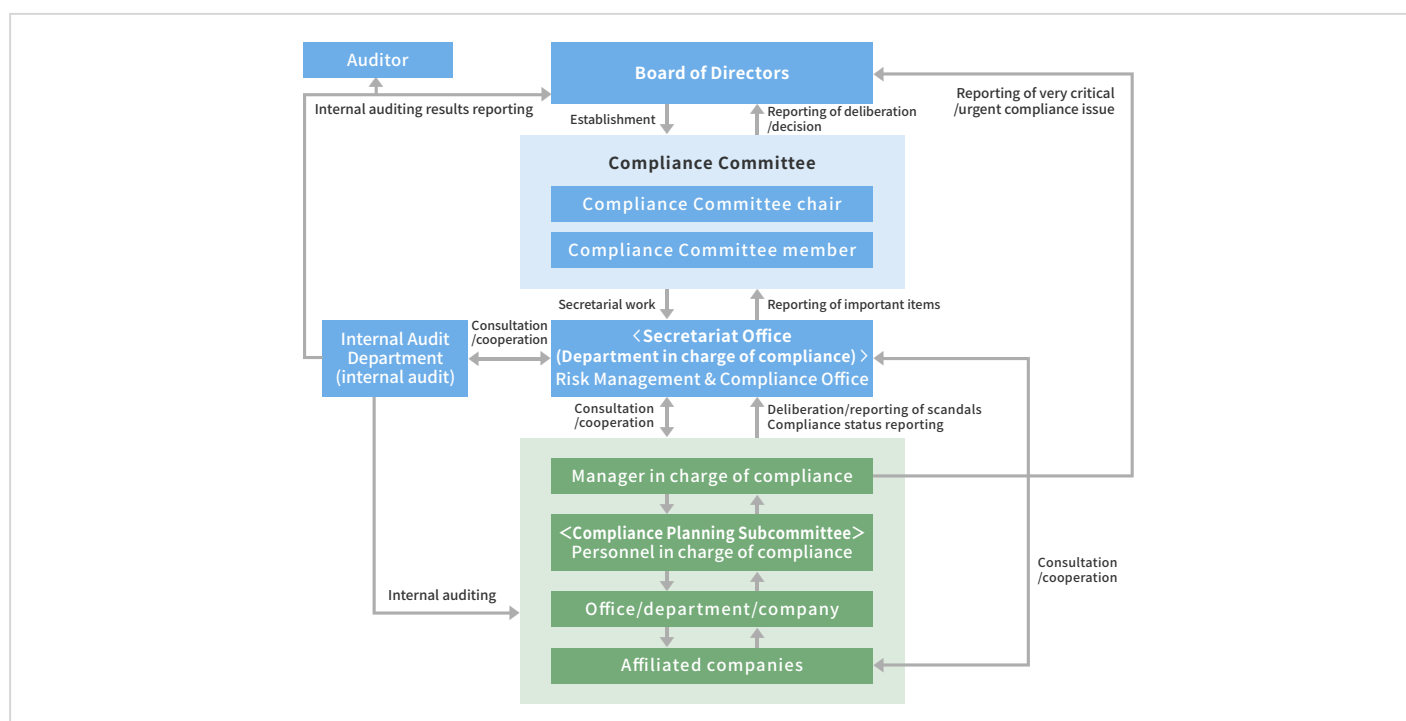 Auditor
Board of Directors
Reporting of very critical
/urgent compliance issue
Internal auditing results reporting
Establishment
Reporting of deliberation
/decision
Compliance Committee
Compliance Committee chair
Compliance Committee member
Secretarial work
Reporting of important items
Internal Audit
Department
(internal audit)
Consultation
/cooperation
<Secretariat Office
(Department in charge of compliance) >
Risk Management & Compliance Office
Consultation
/cooperation
Deliberation/reporting of scandals
Compliance status reporting
Manager in charge of compliance
<Compliance Planning Subcommittee>
Personnel in charge of compliance
Consultation
/cooperation
Internal auditing
Office/department/company
Affiliated companies